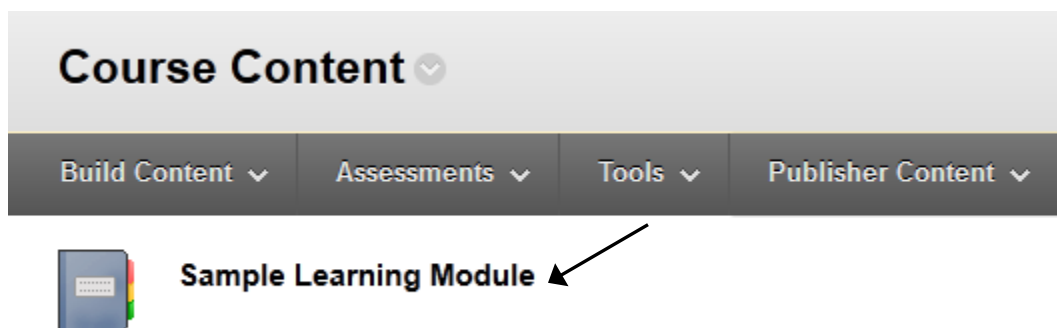 Course Content
Build Content Assessments Tools Publisher Content
Sample Learning Module